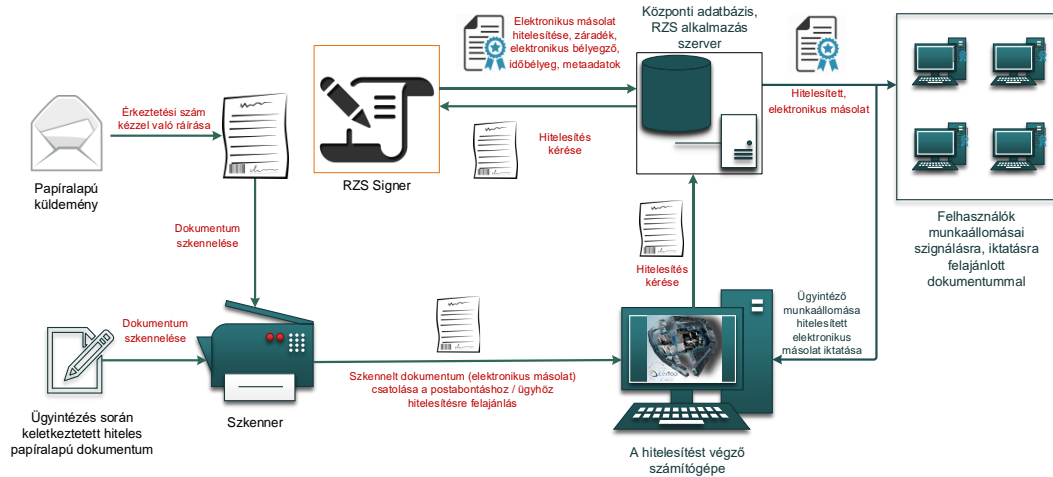 Elektronikus másolat
hitelesítése, záradék,
elektronikus bélyegző,
időbélyeg, metaadatok
Központi adatbázis,
RZS alkalmazás
szerver
Érkeztetési szám
kézzel való ráírása
Papíralapú
küldemény
RZS Signer
Hitelesítés
kérése
Hitelesített,
elektronikus másolat
Felhasználók
munkaállomásai
szignálásra, iktatásra
felajánlott
dokumentummal
Dokumentum
szkennelése
Hitelesítés
kérése
Ügyintéző
munkaállomása
hitelesített
elektronikus
másolat iktatása
Dokumentum
szkennelése
Szkennelt dokumentum (elektronikus másolat)
csatolása a postabontáshoz / ügyhöz
hitelesítésre felajánlás
Ügyintézés során
keletkeztetett hiteles
papíralapú dokumentum
Szkenner
A hitelesítést végző
számítógépe